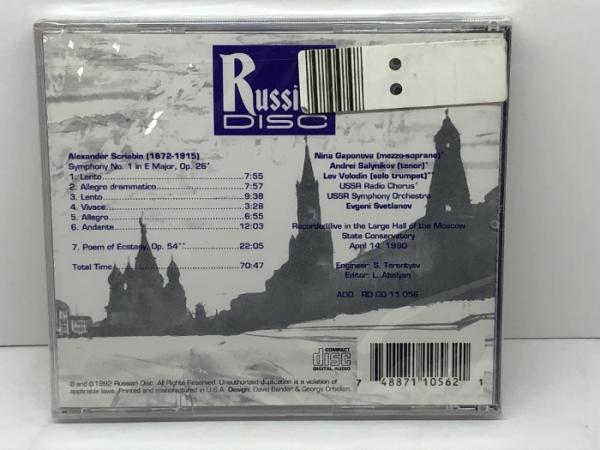 Russi
DISC
Alexander Scriabin (1872-1915)
Symphony No. 1 in E Major, Op. 26*
1. Lento 7:55
2. Allegro drammatico 7:57
3. Lento 9:38
4. Vivace 3:28
5. Allegro 6:55
6. Andante 12:03
7. Poem of Ecstasy, Op. 54** 22:05
Total Time 70:47
Nina Gaponova (mezzo-soprano)*
Andrei Salynikov (tenor)*
Lev Volodin (solo trumpet)**
USSR Radio Chorus*
USSR Symphony Orchestra
Evgeni Svetlanov
Recorded live in the Large Hall of the Moscow
State Conservatory
April 14, 1990
Engineer: S. Terentyev
Editor: L. Abelyan
ADD RD CD 11 056
COMPACT
disc
DIGITAL AUDIO
7 48871 10562 1
℗ and © 1992 Russian Disc. All Rights Reserved. Unauthorized duplication is a violation of
applicable laws. Printed and manufactured in U.S.A. Design: David Bender & George Orbelian.